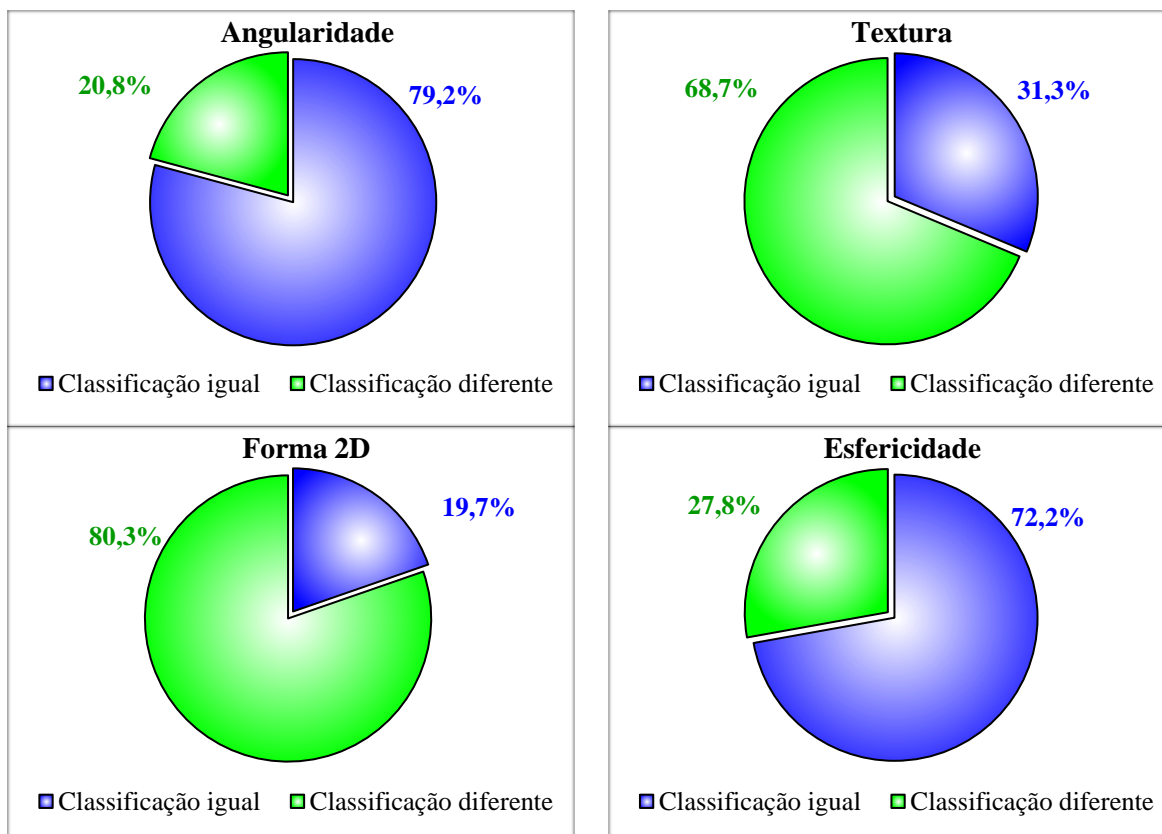 Angularidade
20,8%
79,2%
Classificação igual Classificação diferente
Textura
68,7%
31,3%
Classificação igual Classificação diferente
Forma 2D
19,7%
80,3%
Classificação igual Classificação diferente
Esfericidade
27,8%
72,2%
Classificação igual Classificação diferente